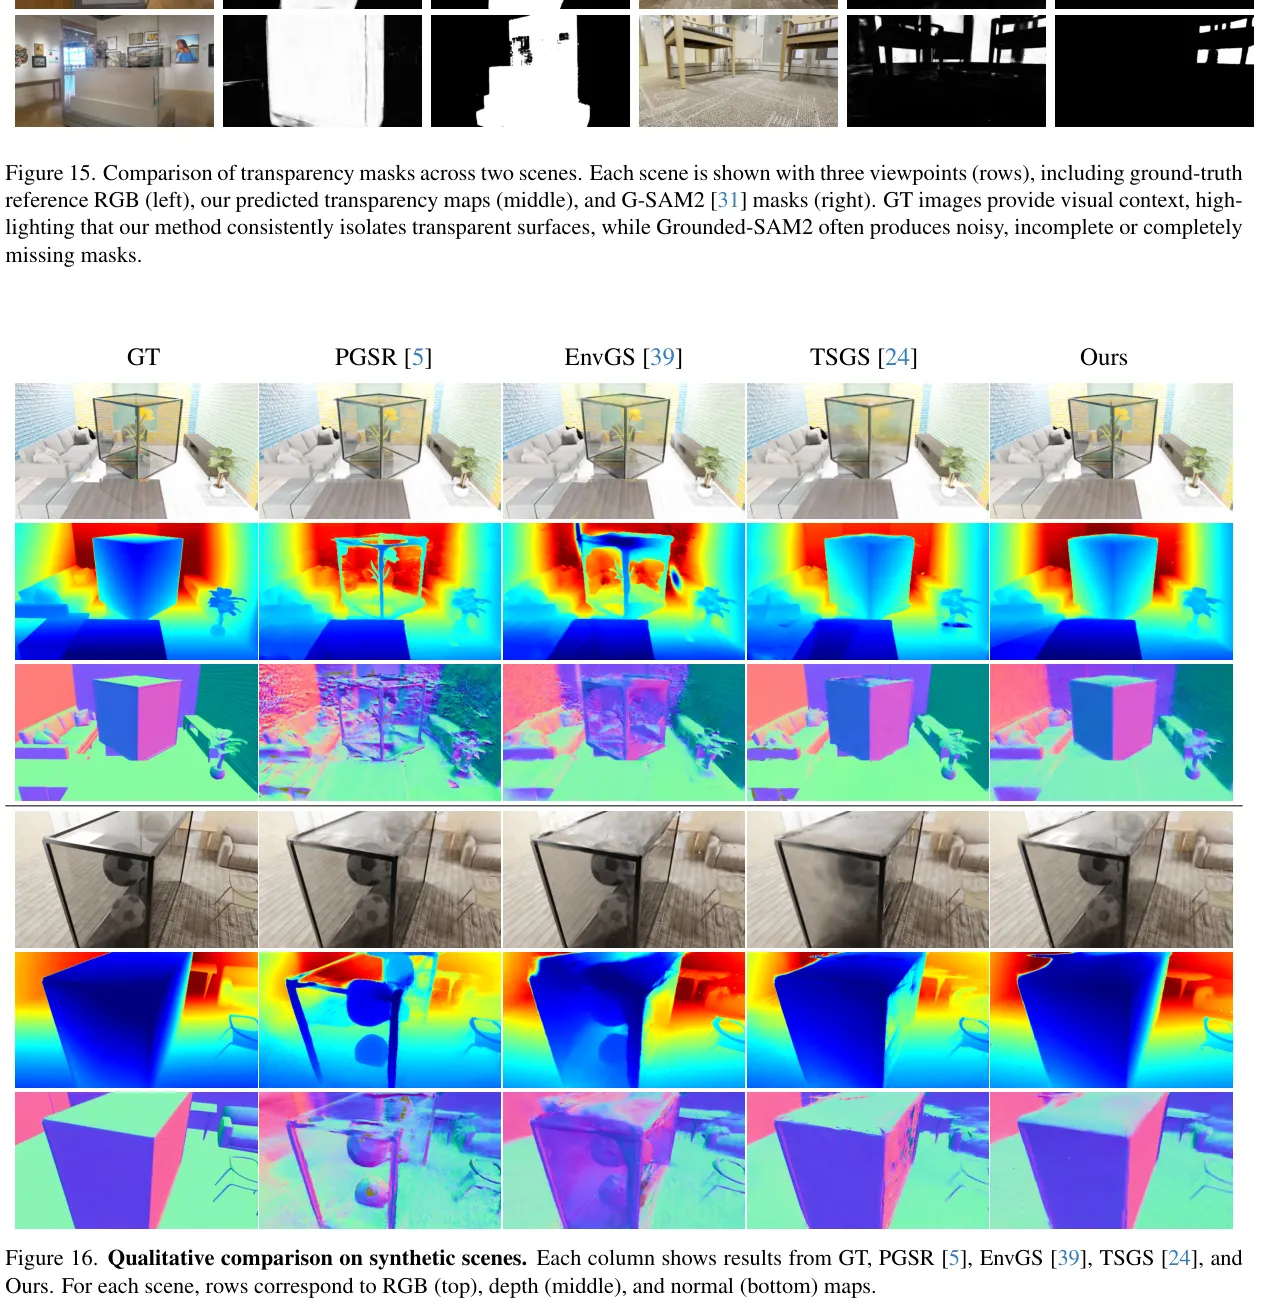 Figure 15. Comparison of transparency masks across two scenes. Each scene is shown with three viewpoints (rows), including ground-truth
reference RGB (left), our predicted transparency maps (middle), and G-SAM2 [31] masks (right). GT images provide visual context, high-
lighting that our method consistently isolates transparent surfaces, while Grounded-SAM2 often produces noisy, incomplete or completely
missing masks.
GT PGSR [5] EnvGS [39] TSGS [24] Ours
Figure 16. Qualitative comparison on synthetic scenes. Each column shows results from GT, PGSR [5], EnvGS [39], TSGS [24], and
Ours. For each scene, rows correspond to RGB (top), depth (middle), and normal (bottom) maps.